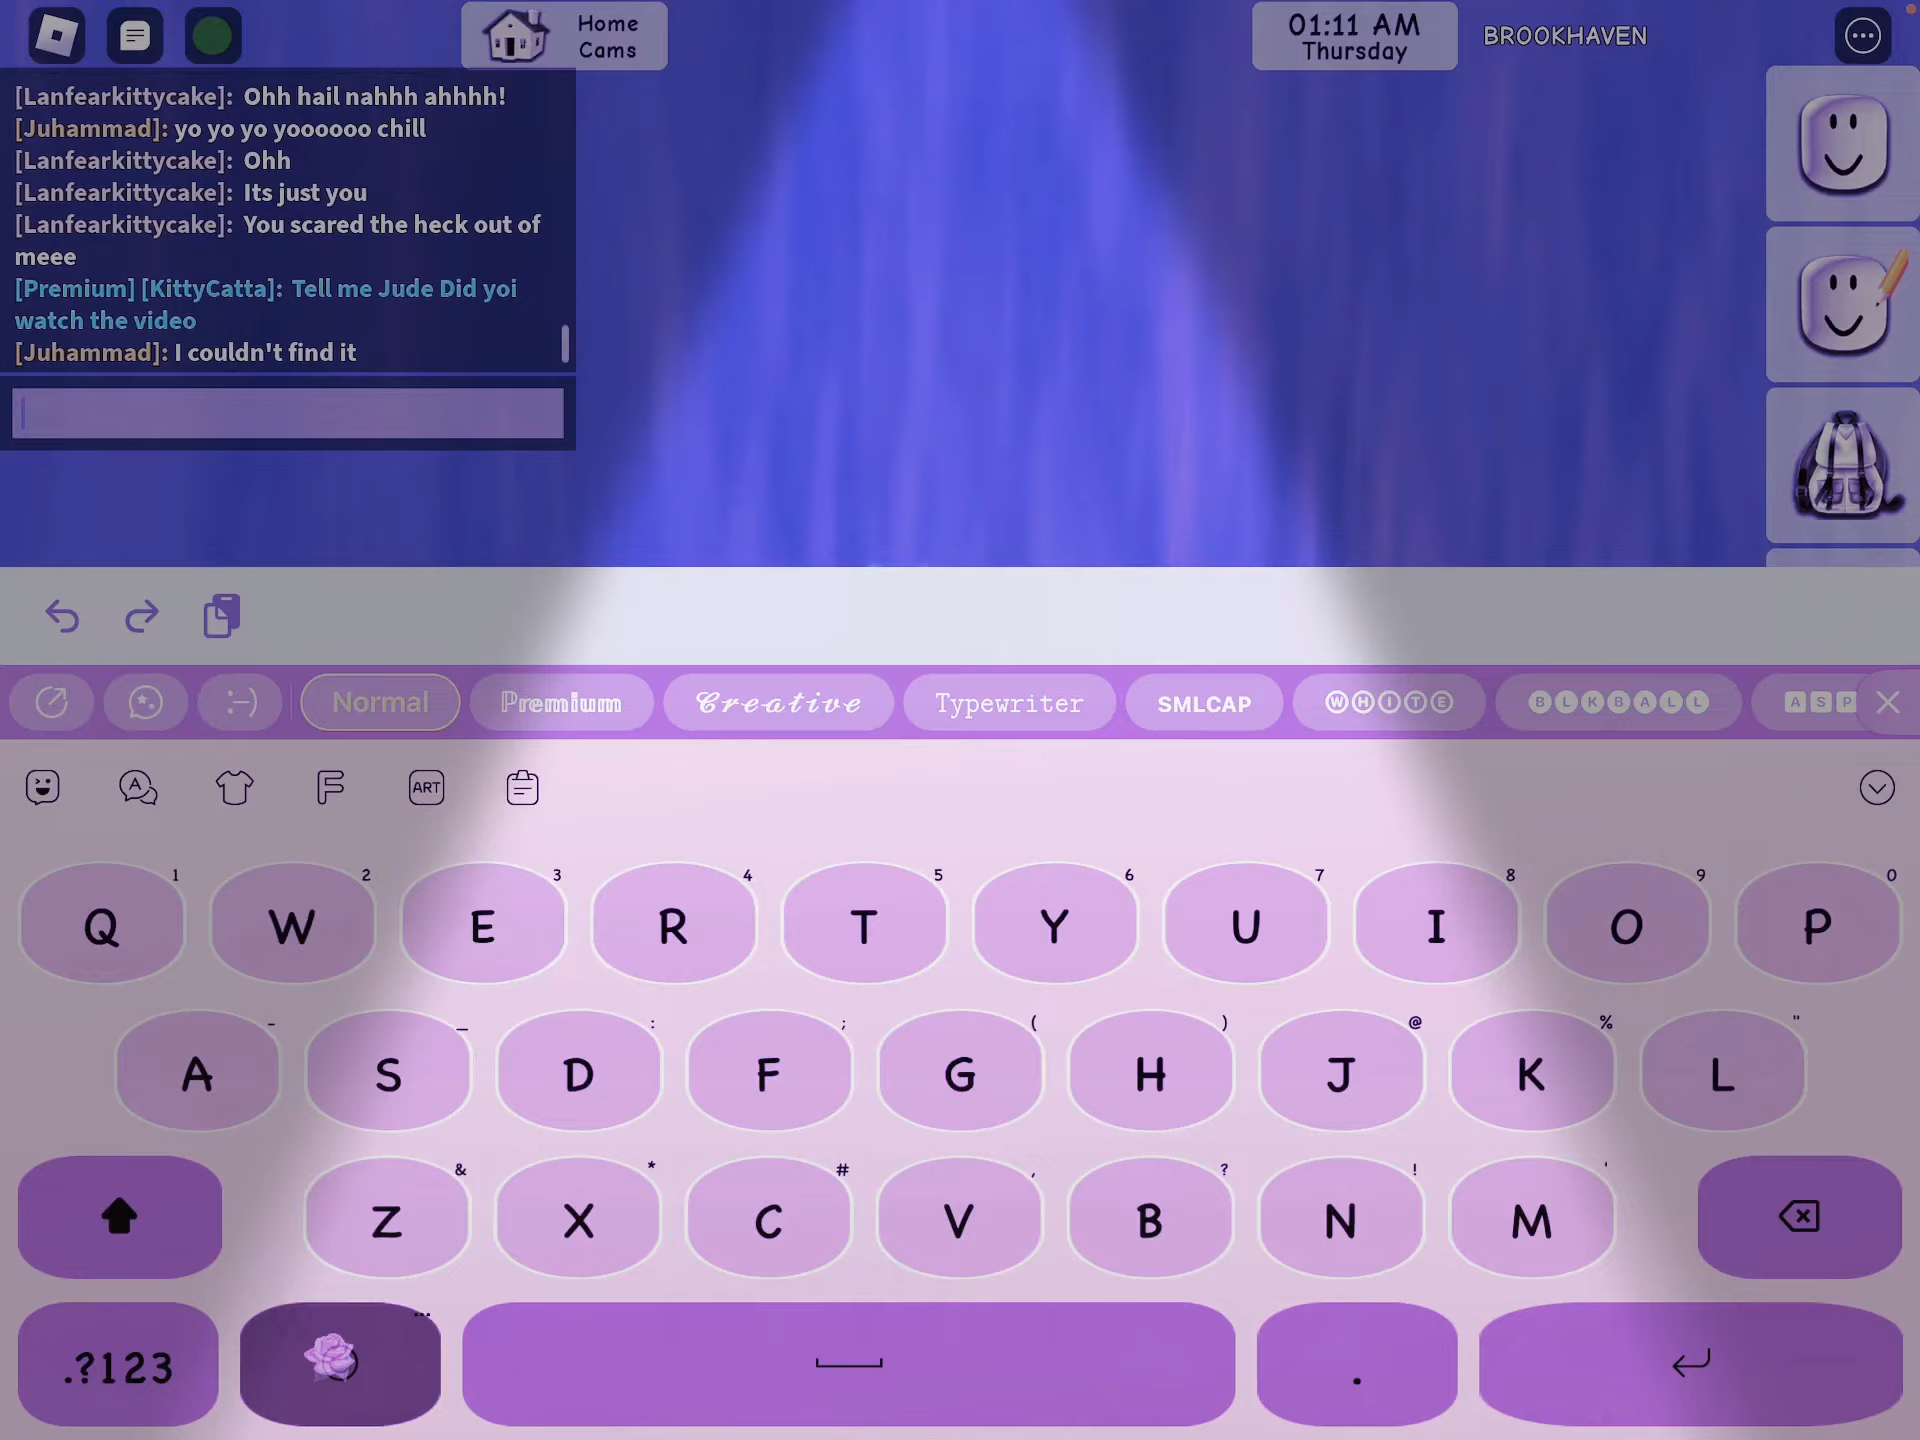 Home
Cams
01:11 AM
Thursday
BROOKHAVEN
[Lanfearkittycake]: Ohh hail nahhh ahhhh!
[Juhammad]: yo yo yo yoooooo chill
[Lanfearkittycake]: Ohh
[Lanfearkittycake]: Its just you
[Lanfearkittycake]: You scared the heck out of
meee
[Premium] [KittyCatta]: Tell me Jude Did yoi
watch the video
[Juhammad]: I couldn't find it
:-) Normal Premium Creative Typewriter SMLCAP WHITE BLKBALL ASP
A F ART
1 2 3 4 5 6 7 8 9 0
Q W E R T Y U I O P
- _ : ; ( ) @ % "
A S D F G H J K L
& * # , ? ! '
Z X C V B N M
.?123 ... .